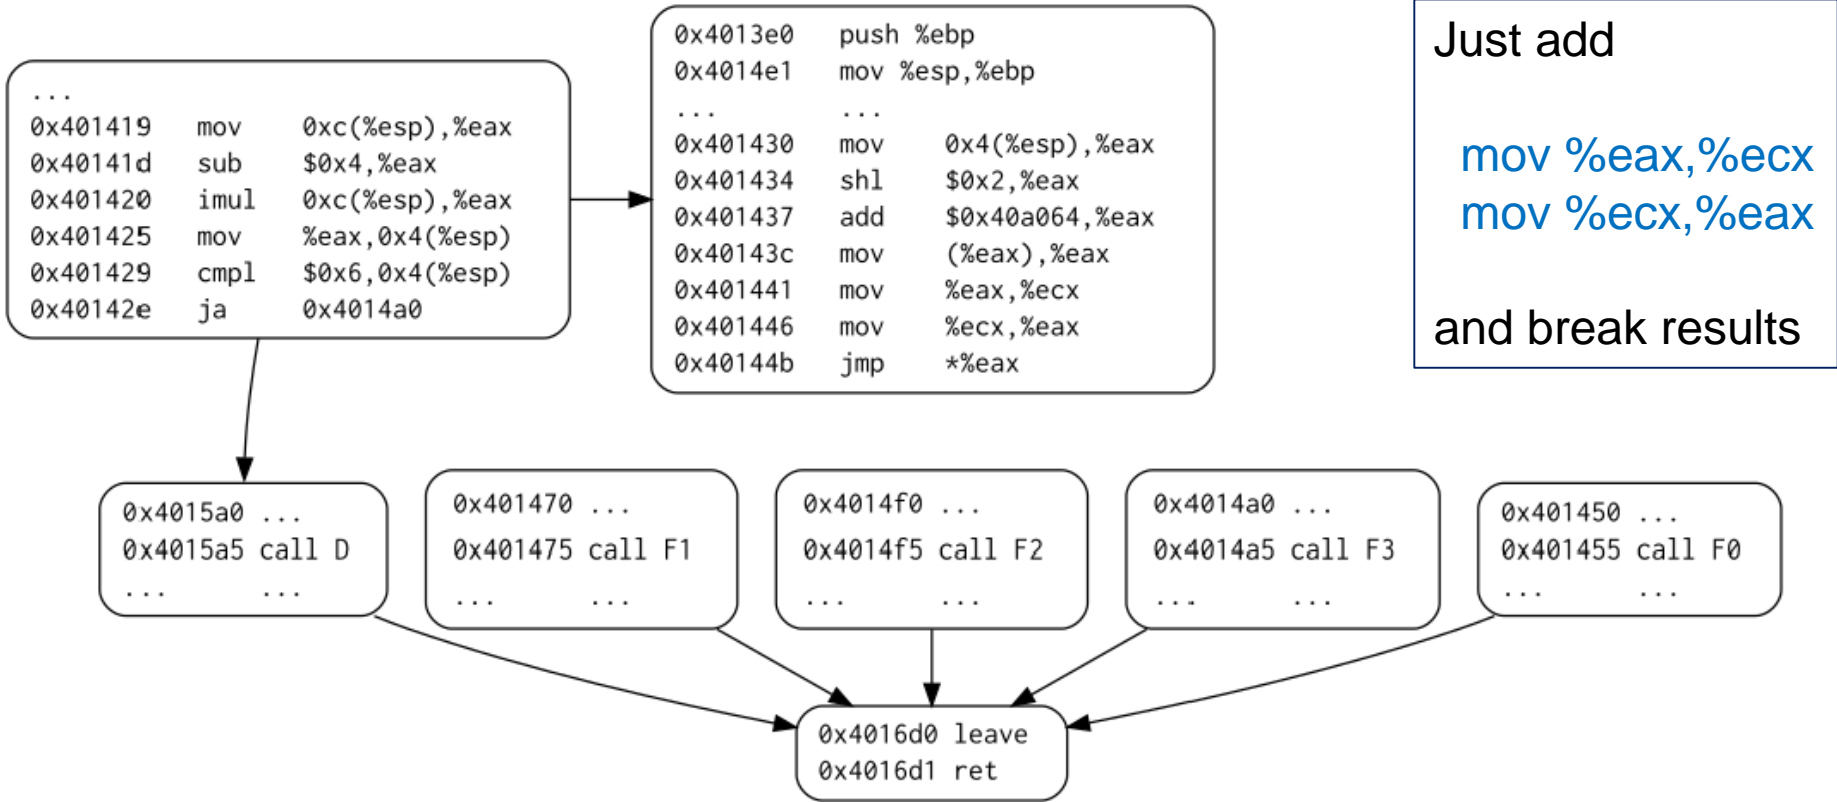 ...
0x401419 mov 0xc(%esp),%eax
0x40141d sub $0x4,%eax
0x401420 imul 0xc(%esp),%eax
0x401425 mov %eax,0x4(%esp)
0x401429 cmpl $0x6,0x4(%esp)
0x40142e ja 0x4014a0
0x4013e0 push %ebp
0x4014e1 mov %esp,%ebp
... ...
0x401430 mov 0x4(%esp),%eax
0x401434 shl $0x2,%eax
0x401437 add $0x40a064,%eax
0x40143c mov (%eax),%eax
0x401441 mov %eax,%ecx
0x401446 mov %ecx,%eax
0x40144b jmp *%eax
Just add
mov %eax,%ecx
mov %ecx,%eax
and break results
0x4015a0 ...
0x4015a5 call D
... ...
0x401470 ...
0x401475 call F1
... ...
0x4014f0 ...
0x4014f5 call F2
... ...
0x4014a0 ...
0x4014a5 call F3
... ...
0x401450 ...
0x401455 call F0
... ...
0x4016d0 leave
0x4016d1 ret